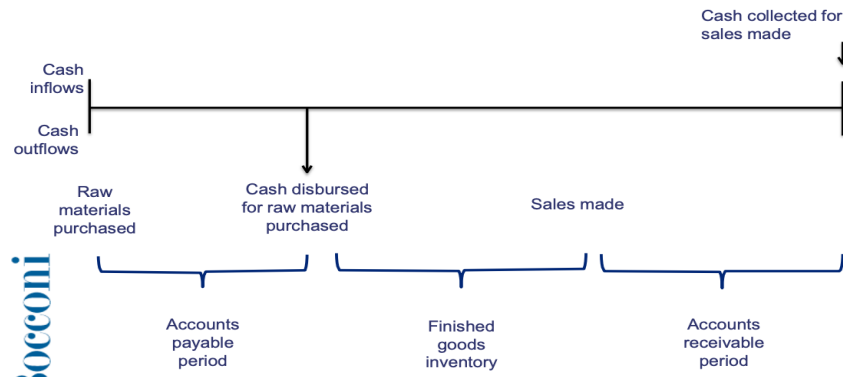 Cash collected for
sales made
Cash
inflows
Cash
outflows
Raw
materials
purchased
Cash disbursed
for raw materials
purchased
Sales made
Bocconi
Accounts
payable
period
Finished
goods
inventory
Accounts
receivable
period